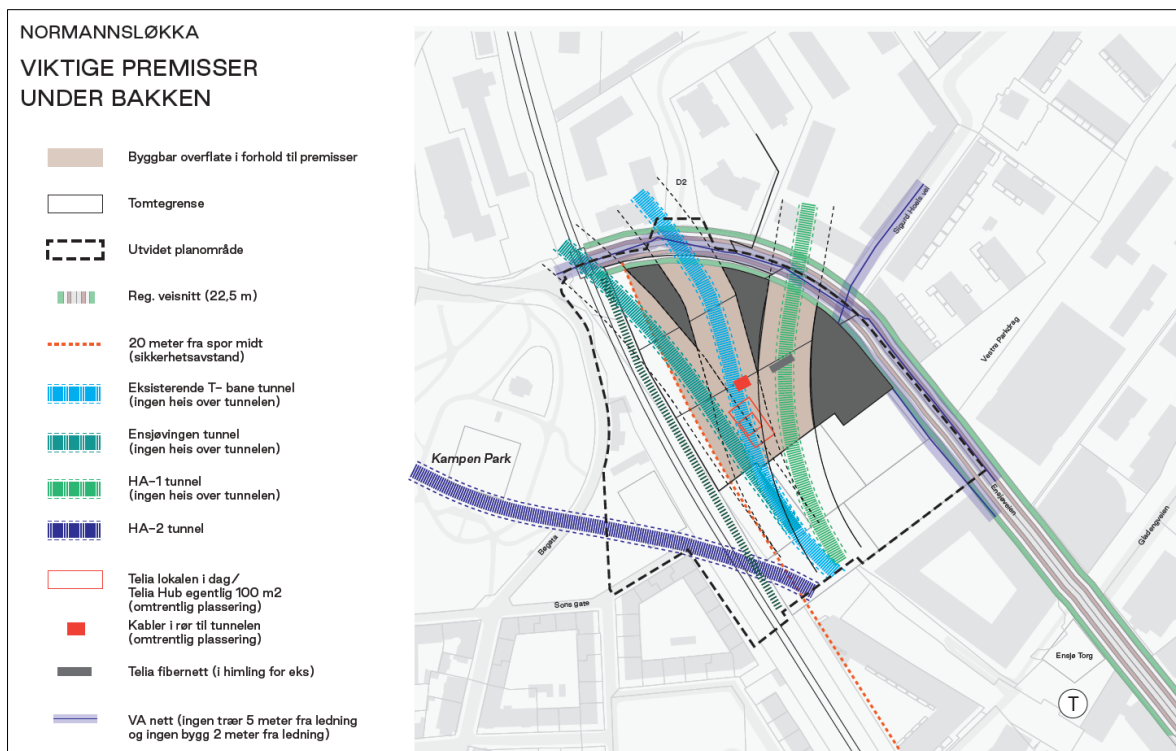 NORMANNSLØKKA
VIKTIGE PREMISSER
UNDER BAKKEN
Byggbar overflate i forhold til premisser
Tomtegrense
Utvidet planområde
Reg. veisnitt (22,5 m)
20 meter fra spor midt
(sikkerhetsavstand)
Eksisterende T- bane tunnel
(ingen heis over tunnelen)
Ensjøvingen tunnel
(ingen heis over tunnelen)
HA-1 tunnel
(ingen heis over tunnelen)
HA-2 tunnel
Telia lokalen i dag/
Telia Hub egentlig 100 m2
(omtrentlig plassering)
Kabler i rør til tunnelen
(omtrentlig plassering)
Telia fibernett (i himling for eks)
VA nett (ingen trær 5 meter fra ledning
og ingen bygg 2 meter fra ledning)
D2
Sigurd Hoels vei
Vestre Parkdrag
Kampen Park
Ensjøveien
Gladengveien
Bøgata
Sons gate
Ensjø Torg
T